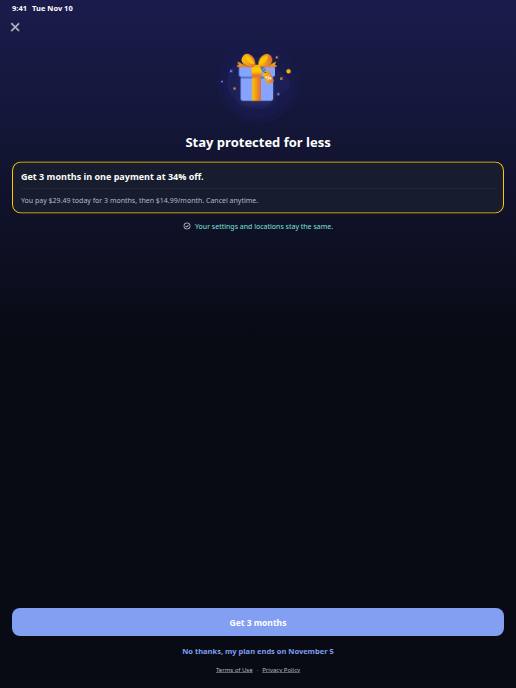 9:41 Tue Nov 10
Stay protected for less
Get 3 months in one payment at 34% off.
You pay $29.49 today for 3 months, then $14.99/month. Cancel anytime.
Your settings and locations stay the same.
Get 3 months
No thanks, my plan ends on November 5
Terms of Use · Privacy Policy